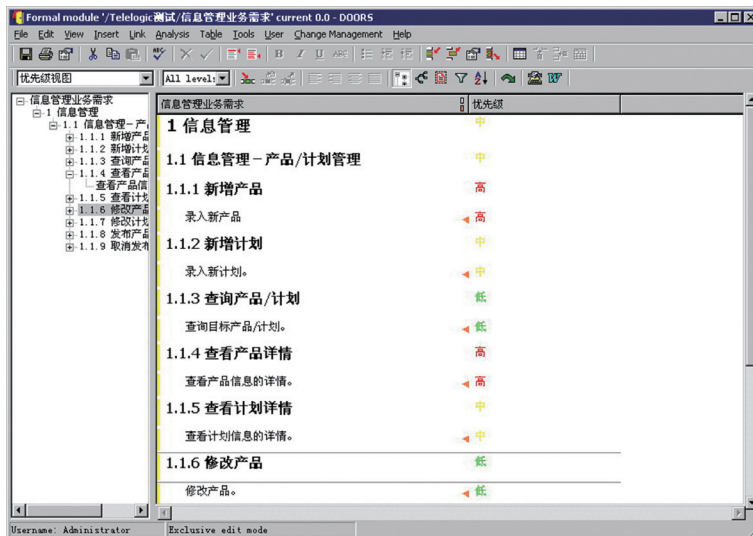 Formal module '/Telelogic测试/信息管理业务需求' current 0.0 - DOORS
File Edit View Insert Link Analysis Table Tools User Change Management Help
优先级视图 All level:
信息管理业务需求
1 信息管理
1.1 信息管理-产
1.1.1 新增产品
1.1.2 新增计划
1.1.3 查询产品
1.1.4 查看产品
查看产品信
1.1.5 查看计划
1.1.6 修改产品
1.1.7 修改计划
1.1.8 发布产品
1.1.9 取消发布
信息管理业务需求 优先级
1 信息管理 中
1.1 信息管理-产品/计划管理 中
1.1.1 新增产品 高
录入新产品 高
1.1.2 新增计划 中
录入新计划。 中
1.1.3 查询产品/计划 低
查询目标产品/计划。 低
1.1.4 查看产品详情 高
查看产品信息的详情。 高
1.1.5 查看计划详情 中
查看计划信息的详情。 中
1.1.6 修改产品 低
修改产品。 低
Username: Administrator Exclusive edit mode